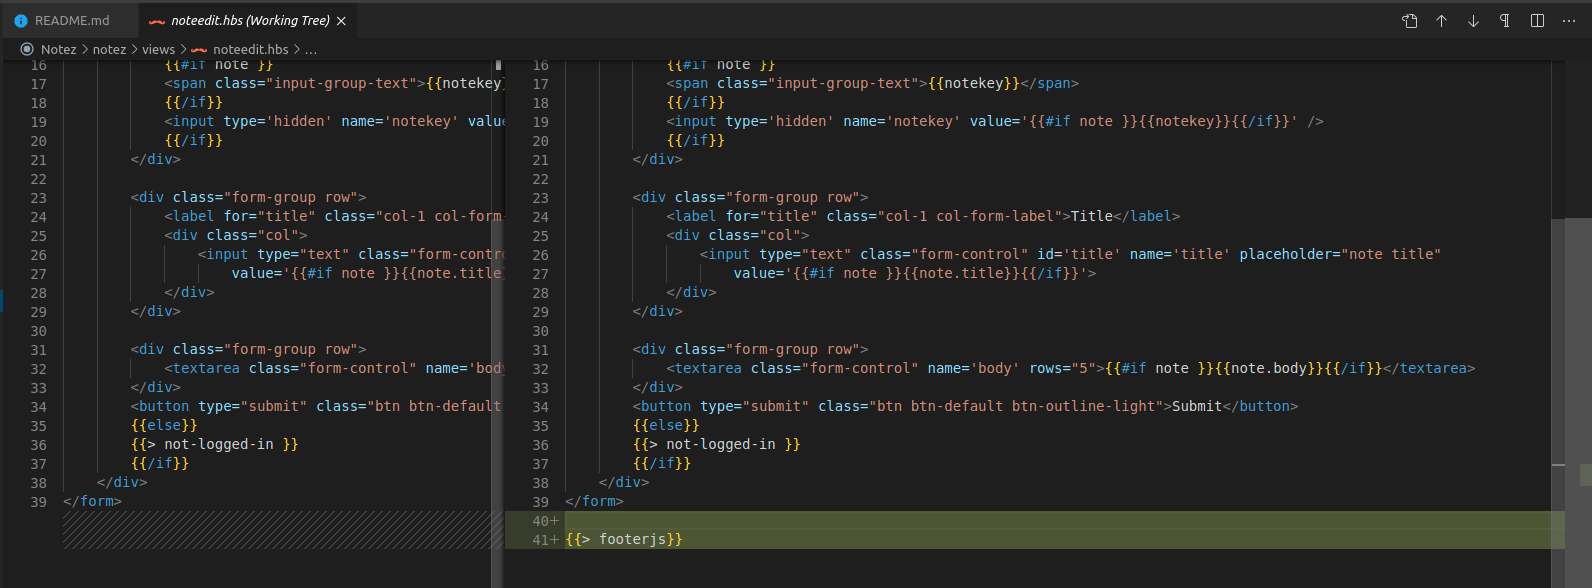 README.md noteedit.hbs (Working Tree)
Notez > notez > views > noteedit.hbs > ...
16 {{#if note }}
17 <span class="input-group-text">{{notekey
18 {{/if}}
19 <input type='hidden' name='notekey' valu
20 {{/if}}
21 </div>
22
23 <div class="form-group row">
24 <label for="title" class="col-1 col-form
25 <div class="col">
26 <input type="text" class="form-contr
27 value='{{#if note }}{{note.title
28 </div>
29 </div>
30
31 <div class="form-group row">
32 <textarea class="form-control" name='body
33 </div>
34 <button type="submit" class="btn btn-default
35 {{else}}
36 {{> not-logged-in }}
37 {{/if}}
38 </div>
39 </form>
16 {{#if note }}
17 <span class="input-group-text">{{notekey}}</span>
18 {{/if}}
19 <input type='hidden' name='notekey' value='{{#if note }}{{notekey}}{{/if}}' />
20 {{/if}}
21 </div>
22
23 <div class="form-group row">
24 <label for="title" class="col-1 col-form-label">Title</label>
25 <div class="col">
26 <input type="text" class="form-control" id='title' name='title' placeholder="note title"
27 value='{{#if note }}{{note.title}}{{/if}}'>
28 </div>
29 </div>
30
31 <div class="form-group row">
32 <textarea class="form-control" name='body' rows="5">{{#if note }}{{note.body}}{{/if}}</textarea>
33 </div>
34 <button type="submit" class="btn btn-default btn-outline-light">Submit</button>
35 {{else}}
36 {{> not-logged-in }}
37 {{/if}}
38 </div>
39 </form>
40+
41+ {{> footerjs}}